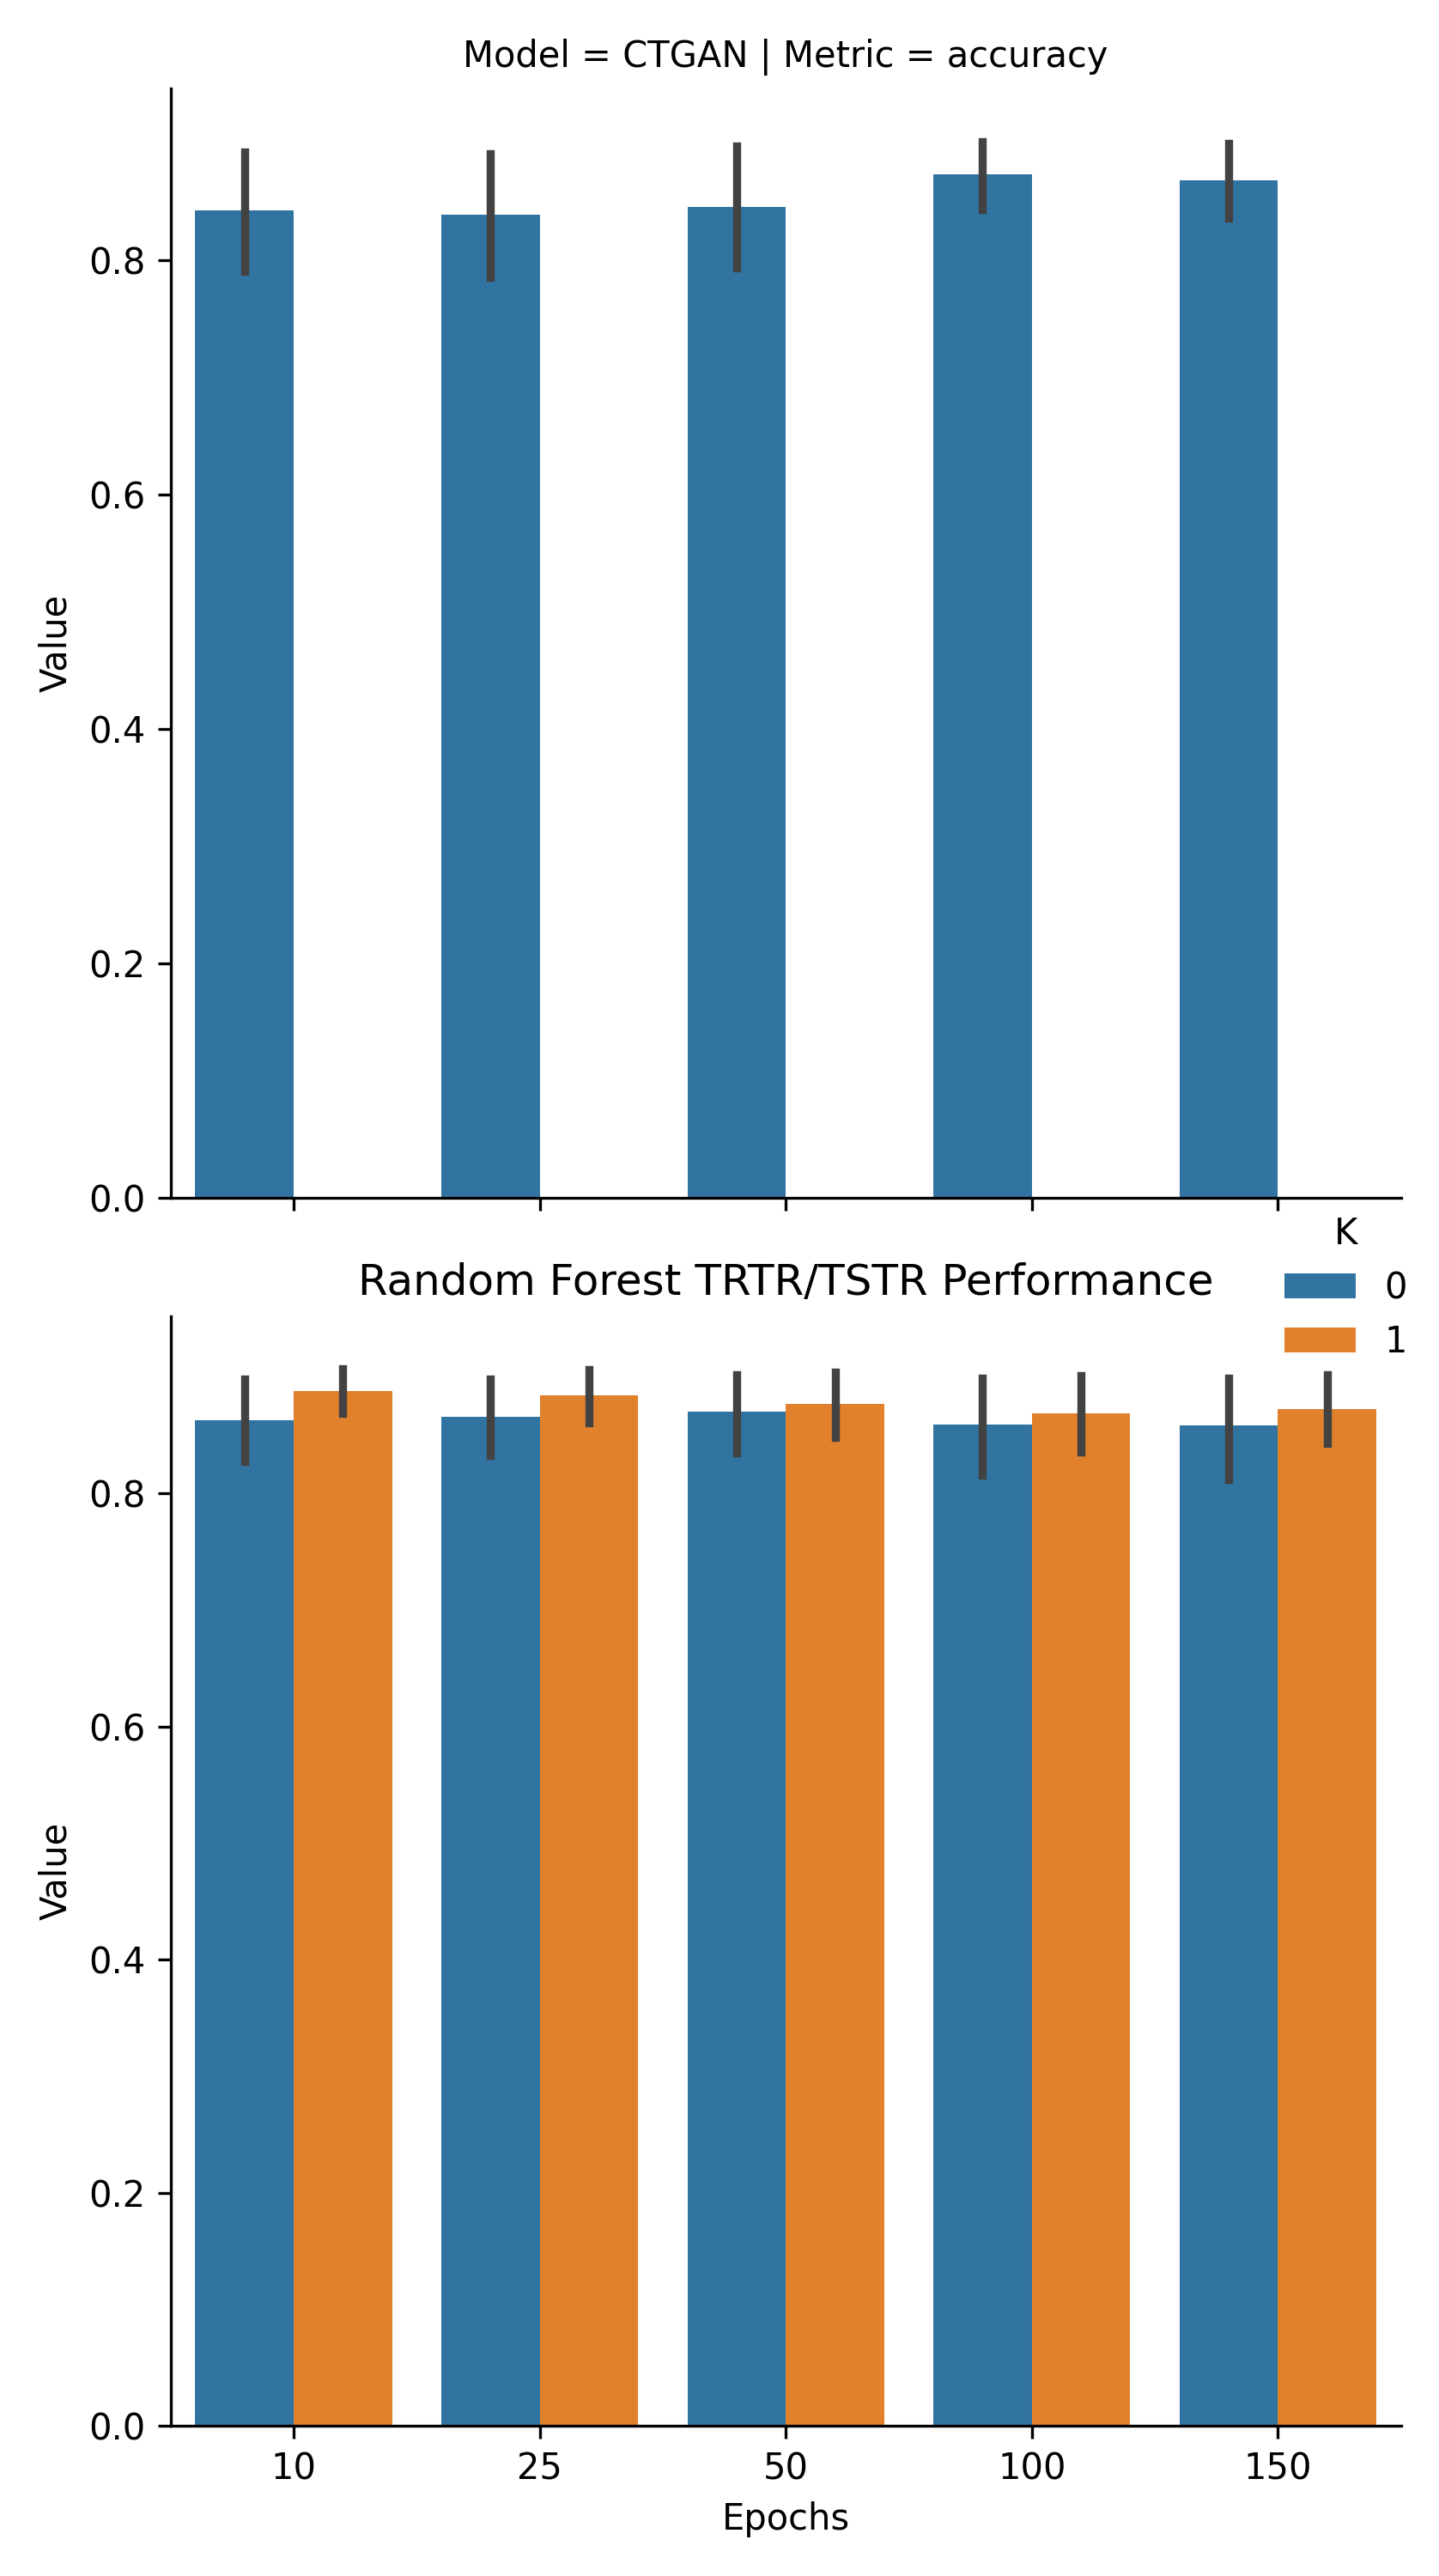 Model = CTGAN | Metric = accuracy
Value
0.8
0.6
0.4
0.2
0.0
K
0
1
Random Forest TRTR/TSTR Performance
Value
0.8
0.6
0.4
0.2
0.0
10 25 50 100 150
Epochs